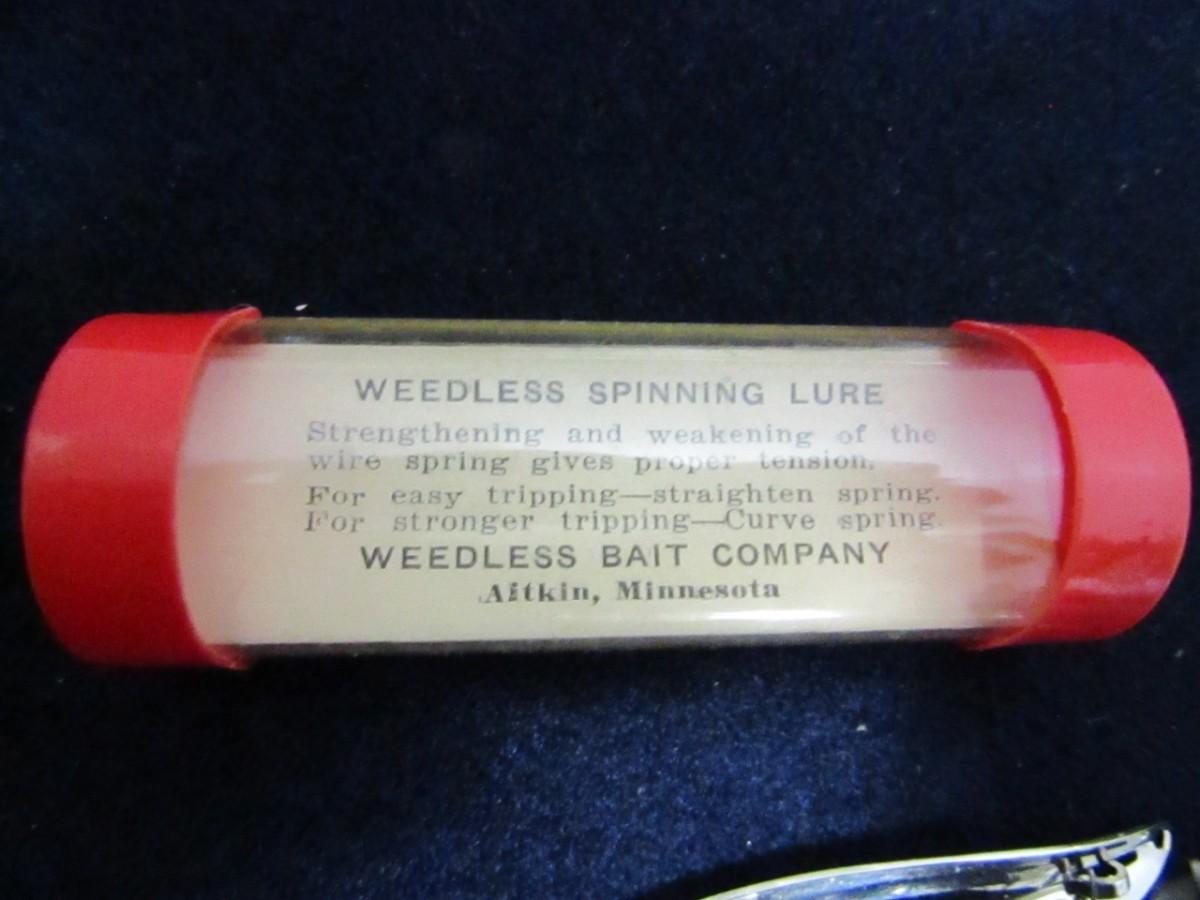 WEEDLESS SPINNING LURE
Strengthening and weakening of the
wire spring gives proper tension.
For easy tripping—straighten spring.
For stronger tripping—Curve spring.
WEEDLESS BAIT COMPANY
Aitkin, Minnesota